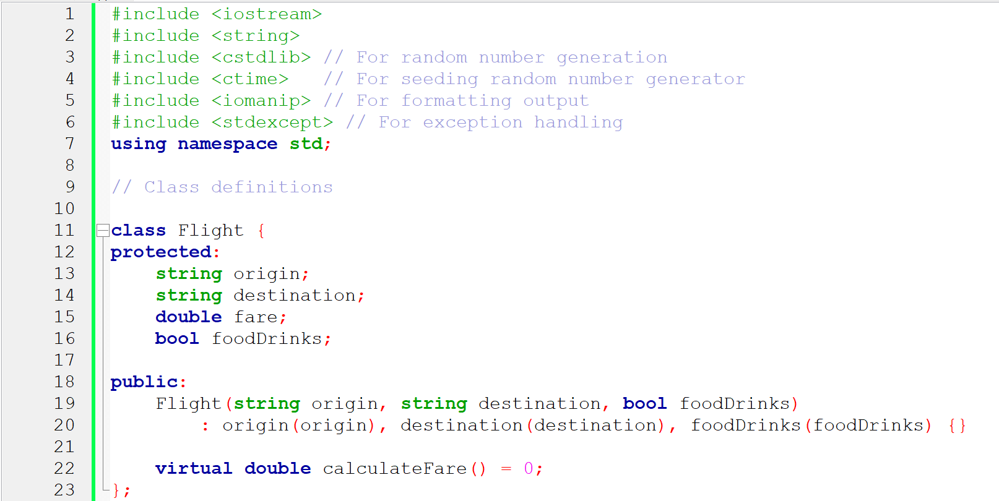 1 #include <iostream>
2 #include <string>
3 #include <cstdlib> // For random number generation
4 #include <ctime>   // For seeding random number generator
5 #include <iomanip> // For formatting output
6 #include <stdexcept> // For exception handling
7 using namespace std;
8
9 // Class definitions
10
11 class Flight {
12 protected:
13     string origin;
14     string destination;
15     double fare;
16     bool foodDrinks;
17
18 public:
19     Flight(string origin, string destination, bool foodDrinks)
20         : origin(origin), destination(destination), foodDrinks(foodDrinks) {}
21
22     virtual double calculateFare() = 0;
23 };